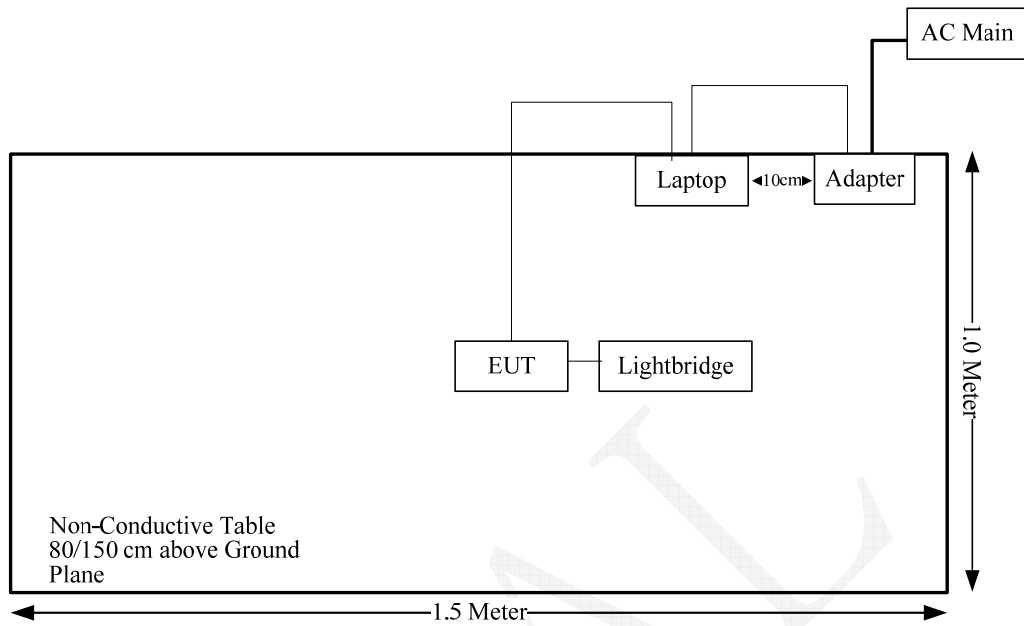 AC Main
Laptop
10cm
Adapter
EUT
Lightbridge
1.0 Meter
Non-Conductive Table
80/150 cm above Ground
Plane
1.5 Meter